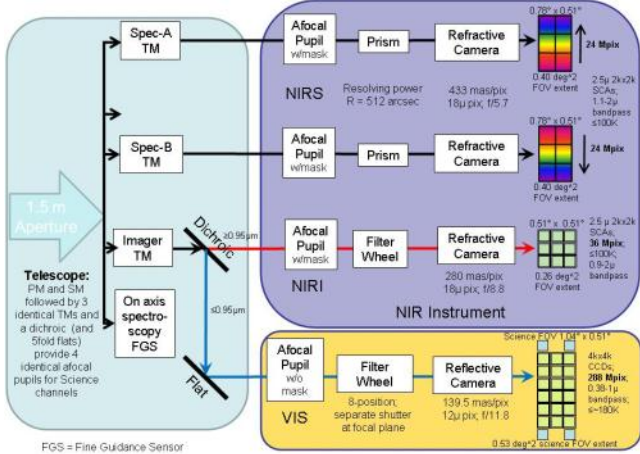 Spec-A
TM
Spec-B
TM
1.5 m
Aperture
Imager
TM
On axis
spectro-
scopy
FGS
Telescope:
PM and SM
followed by 3
identical TMs and
a dichroic (and
5fold flats)
provide 4
identical afocal
pupils for Science
channels
Dichroic
≥0.95µm
≤0.95µm
Flat
FGS = Fine Guidance Sensor
Afocal
Pupil
w/mask
Prism
Refractive
Camera
NIRS
Resolving power
R = 512 arcsec
433 mas/pix
18µ pix; f/5.7
0.78° x 0.51°
24 Mpix
0.40 deg^2
FOV extent
2.5µ 2kx2k
SCAs,
1.1-2µ
bandpass
≤100K
Afocal
Pupil
w/mask
Prism
Refractive
Camera
0.78° x 0.51°
24 Mpix
0.40 deg^2
FOV extent
Afocal
Pupil
w/mask
Filter
Wheel
Refractive
Camera
NIRI
280 mas/pix
18µ pix; f/8.8
0.51° x 0.51°
0.26 deg^2
FOV extent
2.5 µ 2kx2k
SCAs;
36 Mpix,
≤100K;
0.9-2µ
bandpass
NIR Instrument
Afocal
Pupil
w/o
mask
Filter
Wheel
Reflective
Camera
VIS
8-position;
separate shutter
at focal plane
139.5 mas/pix
12µ pix; f/11.8
Science FOV 1.04° x 0.51°
4kx4k
CCDs;
288 Mpix,
0.38-1µ
bandpass;
≤~180K
0.53 deg^2 science FOV extent